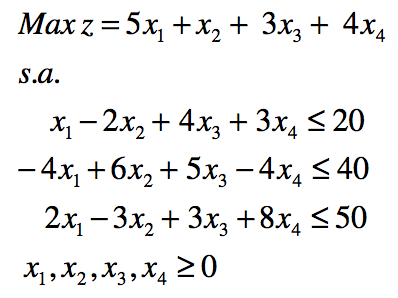 Max z = 5x₁ + x₂ + 3x₃ + 4x₄
s.a.
x₁ − 2x₂ + 4x₃ + 3x₄ ≤ 20
− 4x₁ + 6x₂ + 5x₃ − 4x₄ ≤ 40
2x₁ − 3x₂ + 3x₃ + 8x₄ ≤ 50
x₁, x₂, x₃, x₄ ≥ 0